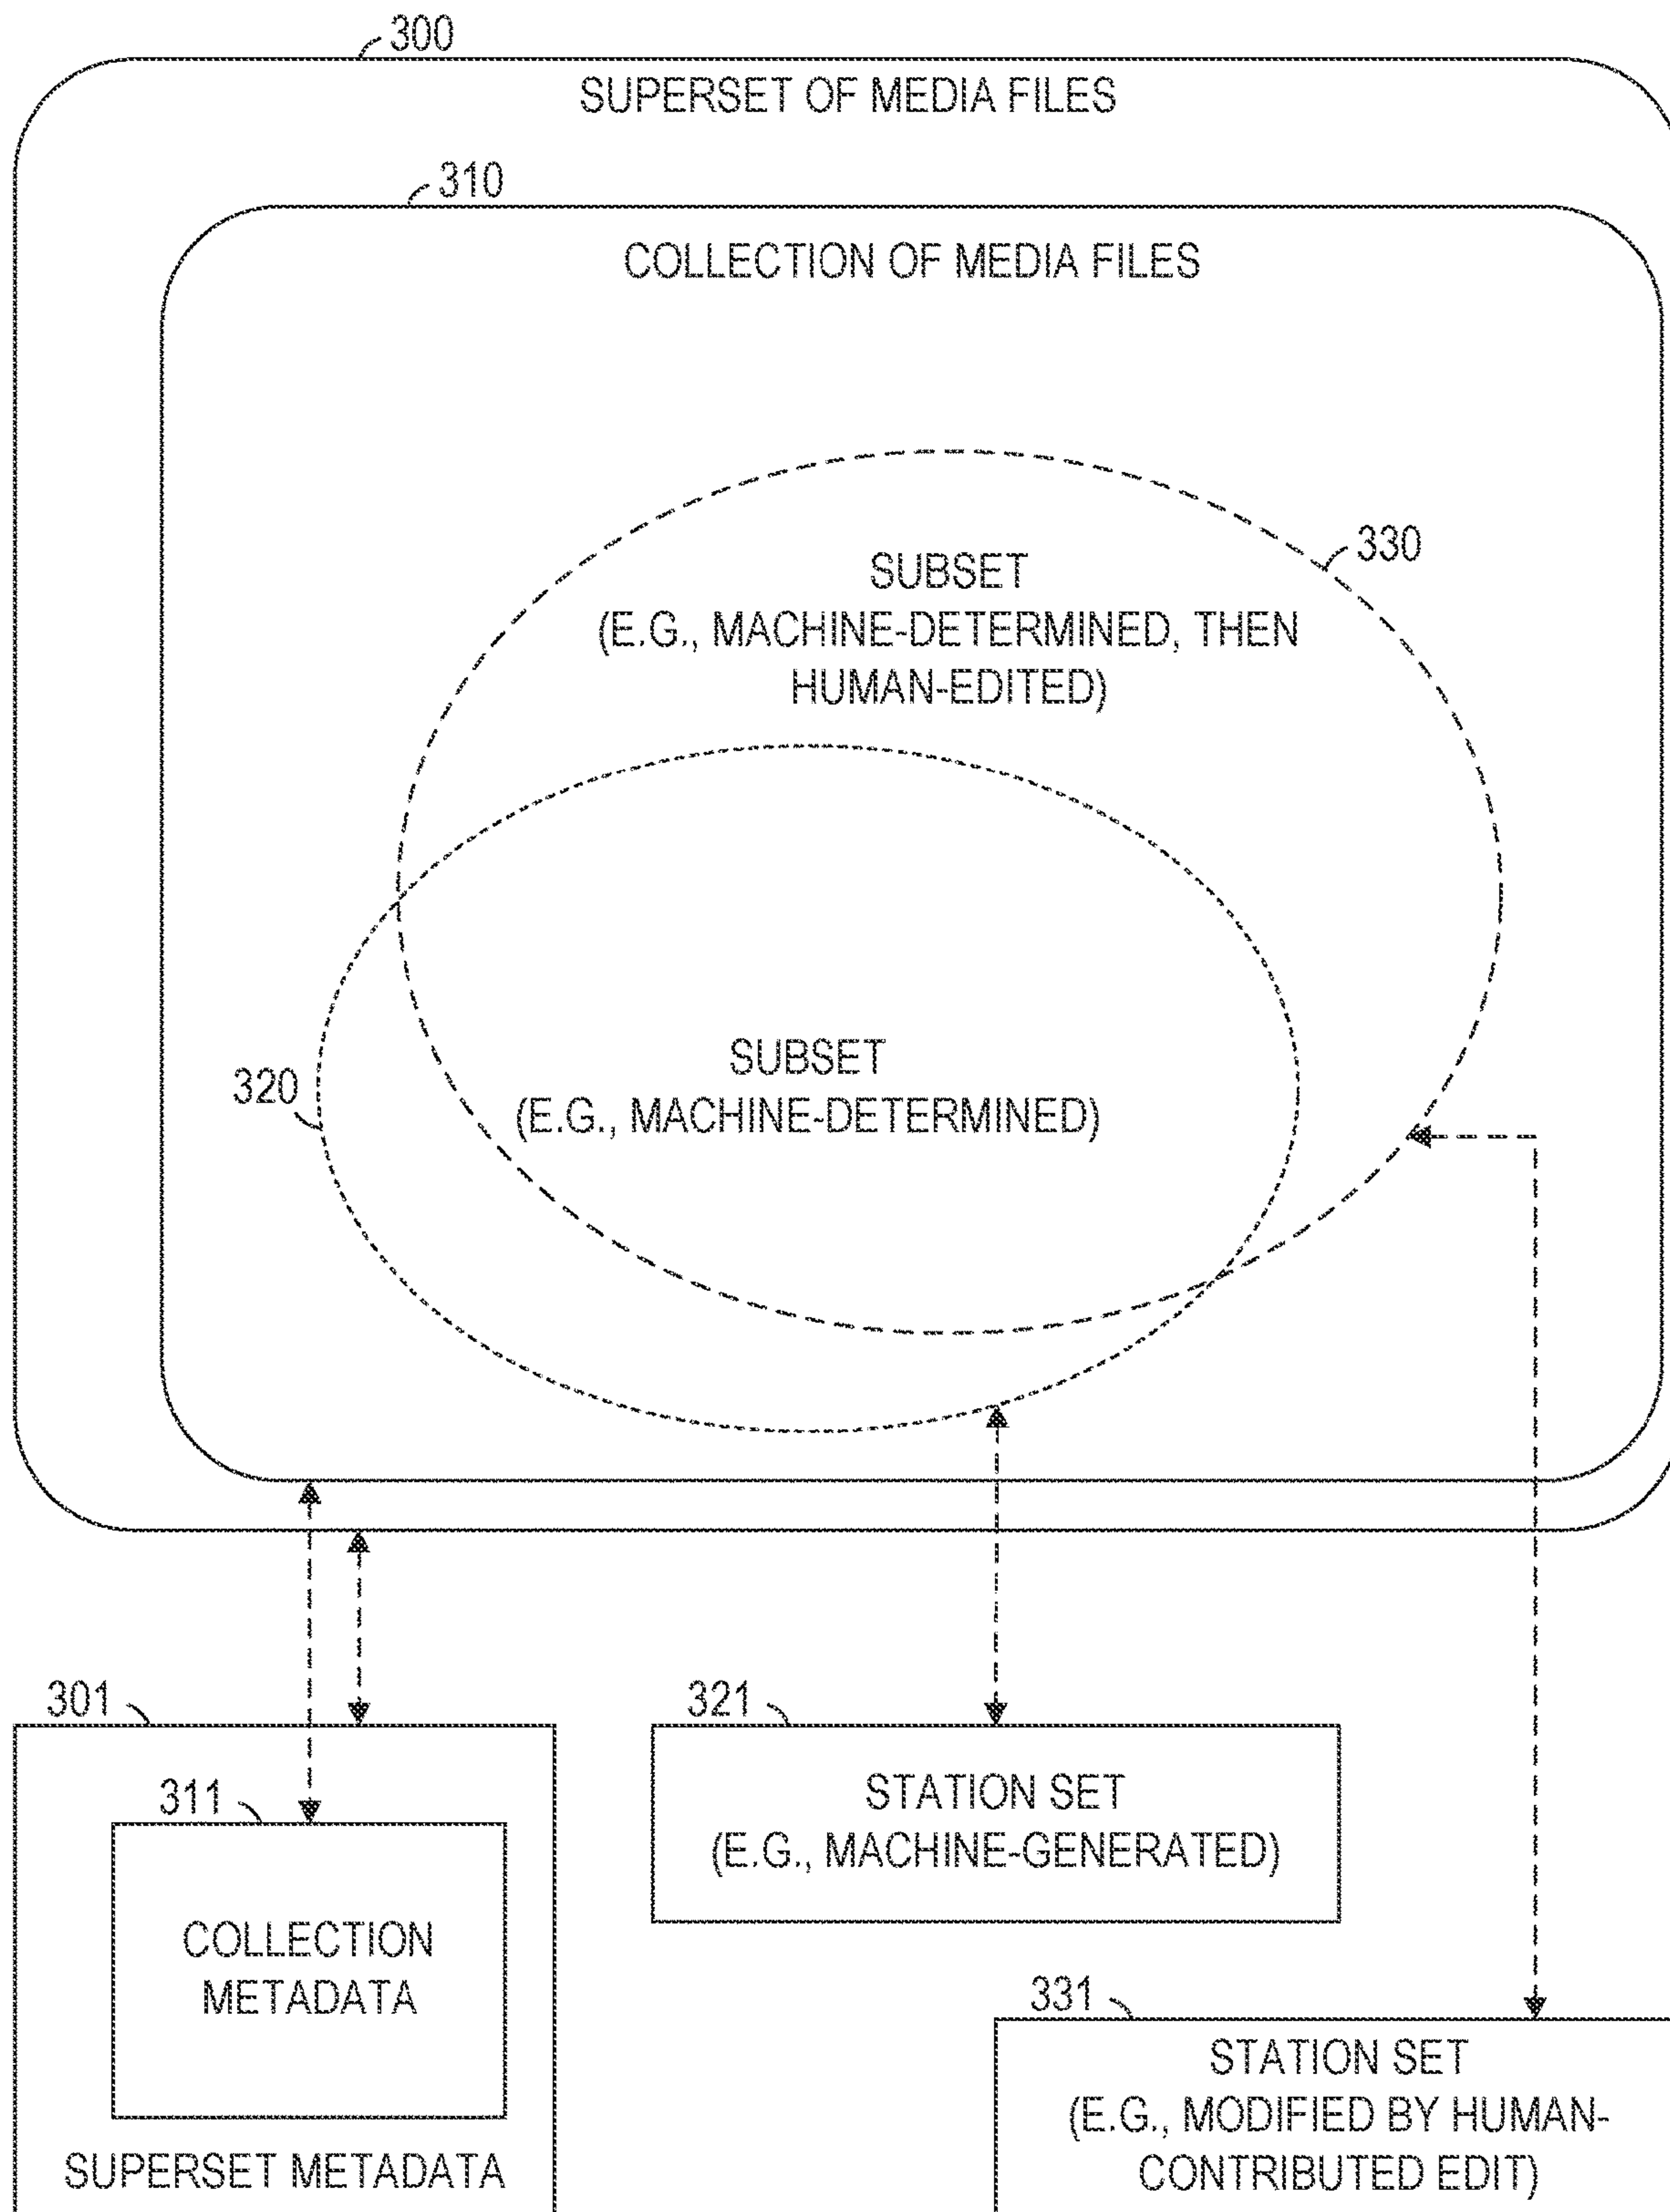 300
SUPERSET OF MEDIA FILES
310
COLLECTION OF MEDIA FILES
330
SUBSET
(E.G., MACHINE-DETERMINED, THEN
HUMAN-EDITED)
320
SUBSET
(E.G., MACHINE-DETERMINED)
301
311
COLLECTION
METADATA
SUPERSET METADATA
321
STATION SET
(E.G., MACHINE-GENERATED)
331
STATION SET
(E.G., MODIFIED BY HUMAN-
CONTRIBUTED EDIT)